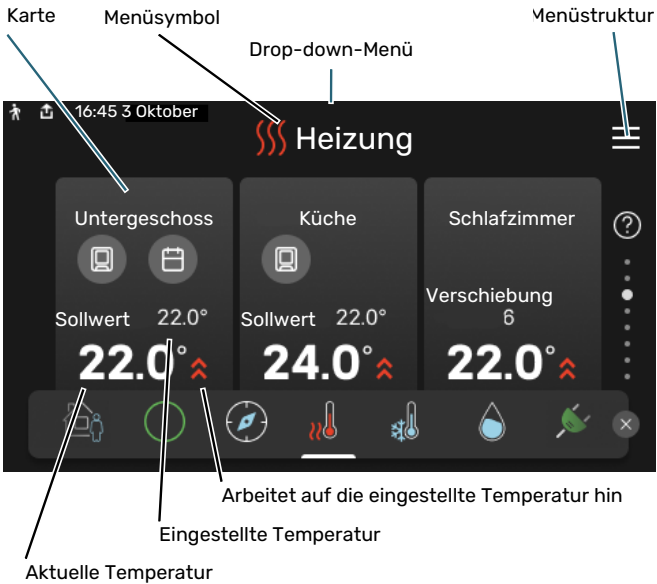 Karte
Menüsymbol
Menüstruktur
Drop-down-Menü
16:45 3 Oktober
Heizung
Untergeschoss
Küche
Schlafzimmer
?
Sollwert 22.0°
Sollwert 22.0°
Verschiebung
6
22.0°
24.0°
22.0°
Arbeitet auf die eingestellte Temperatur hin
Eingestellte Temperatur
Aktuelle Temperatur